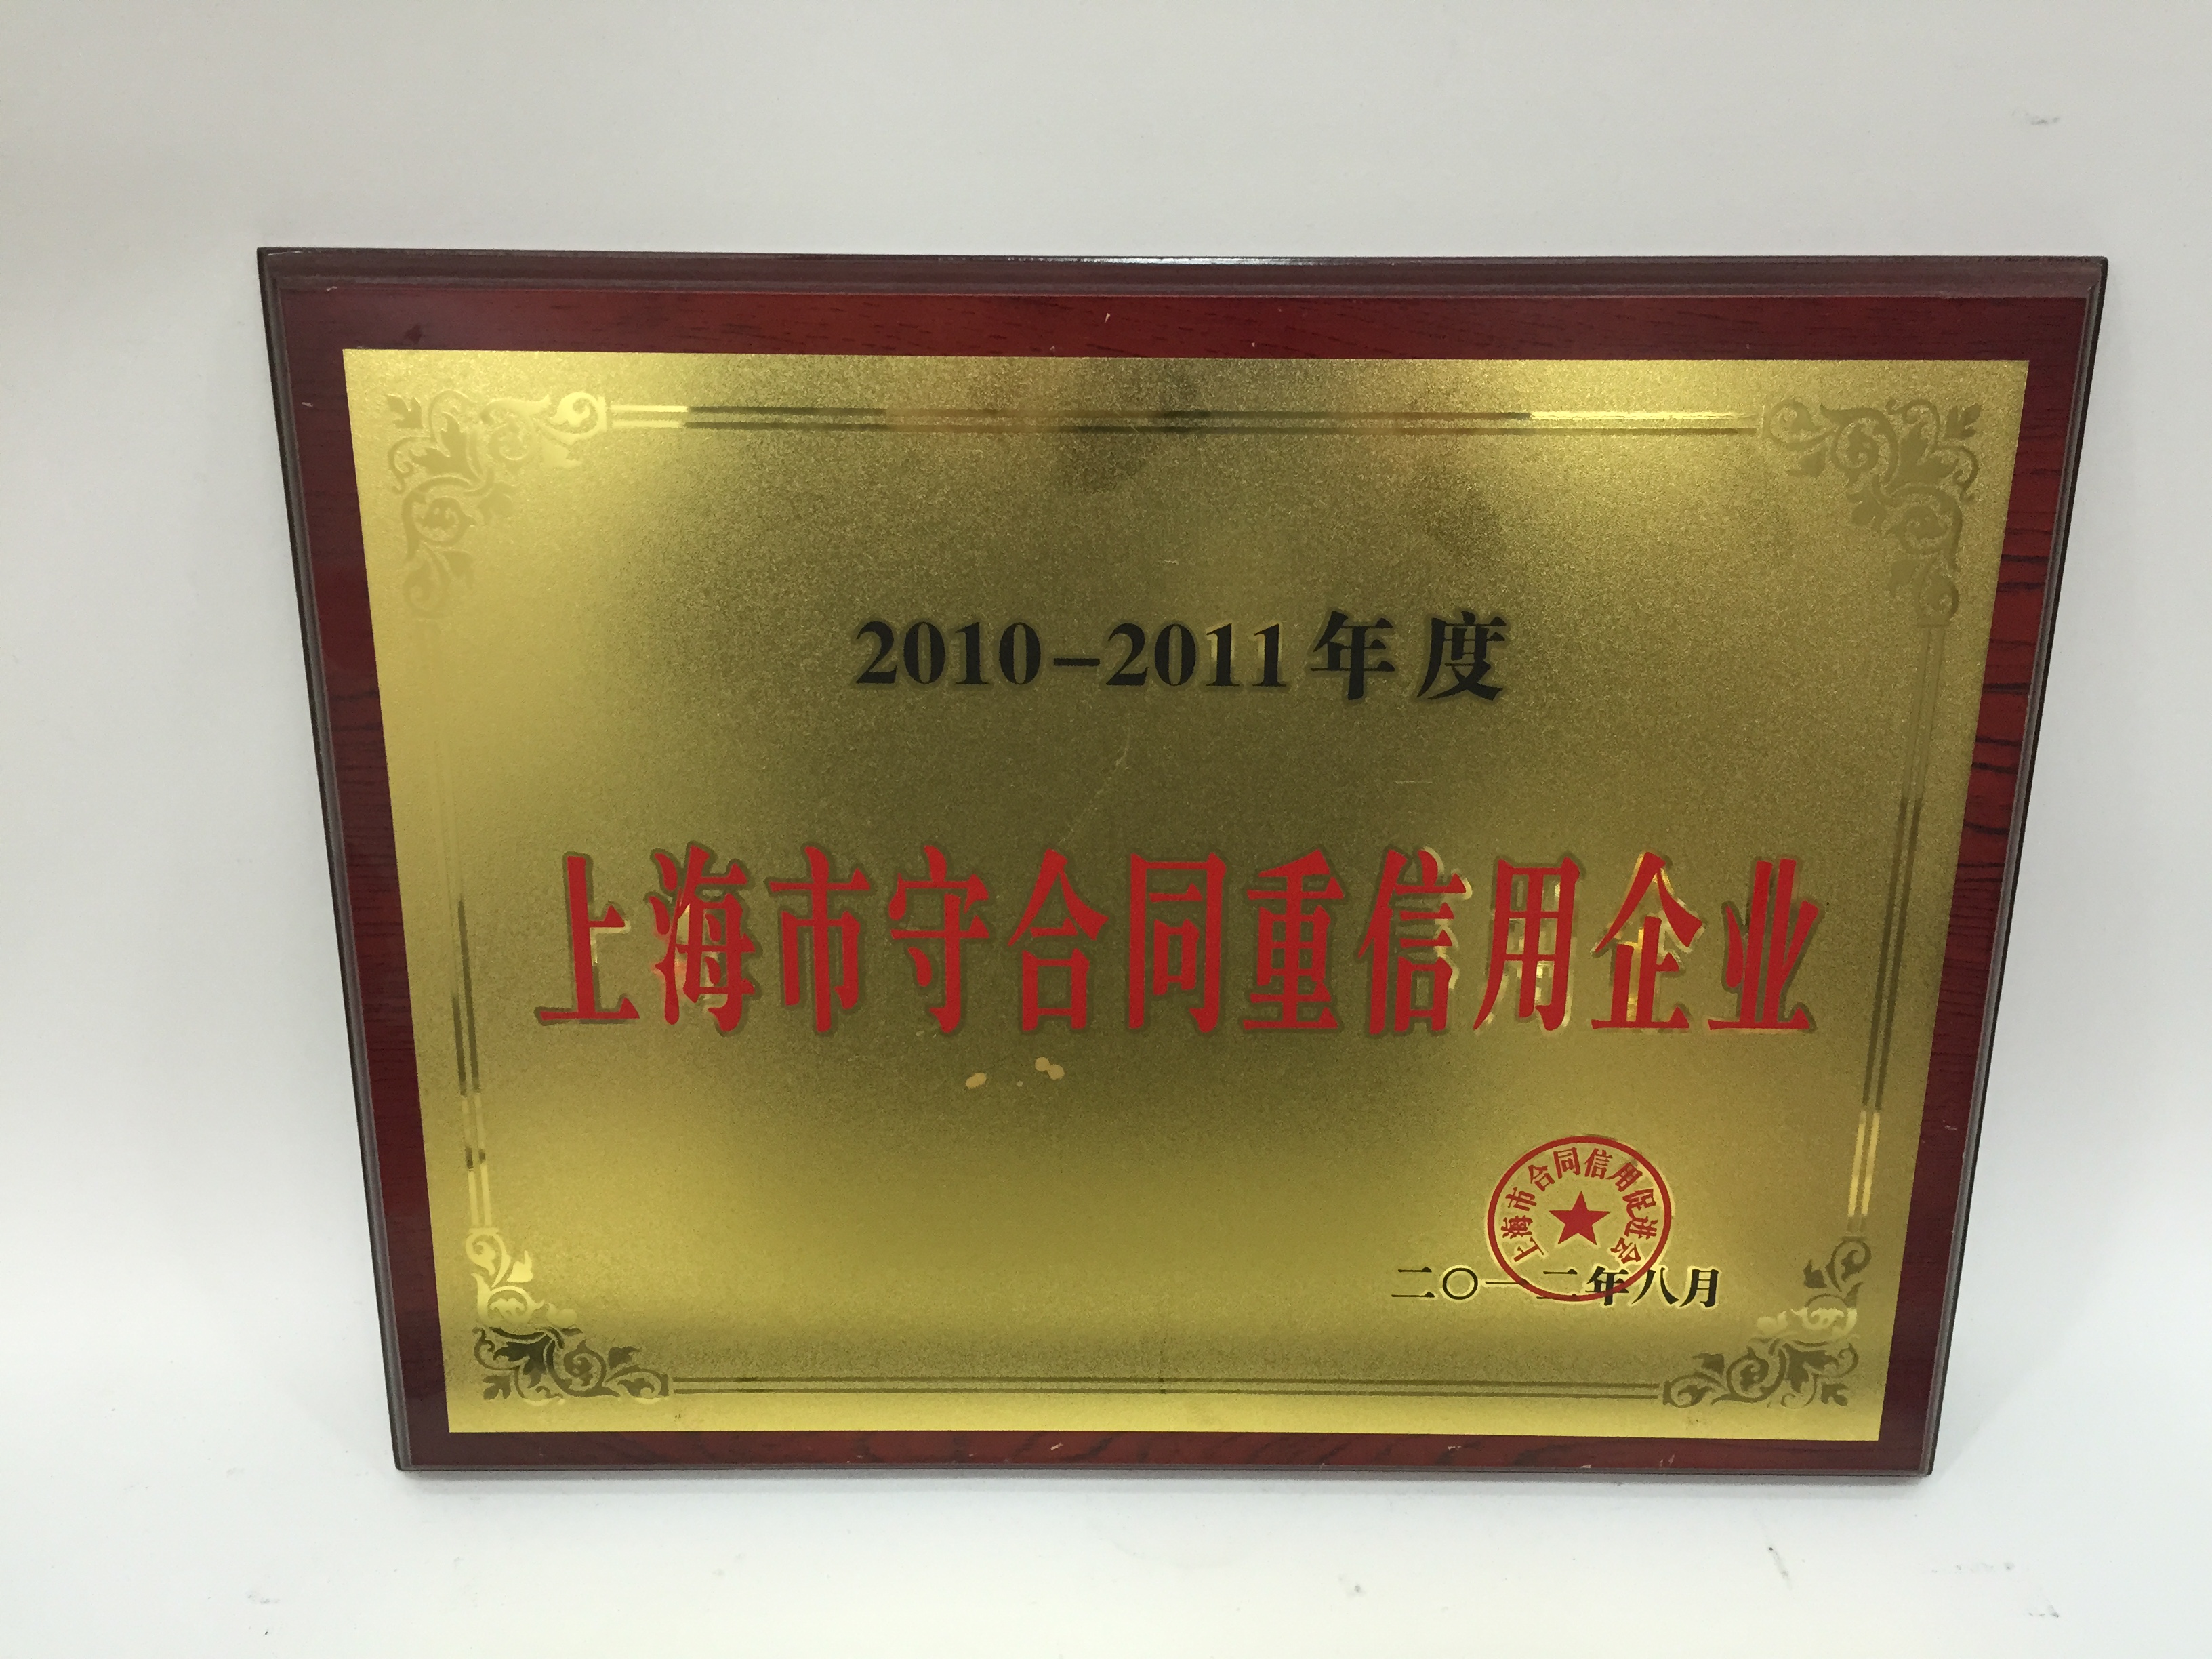 2010-2011年度
上海市守合同重信用企业
上海市合同信用促进会
二〇一二年八月